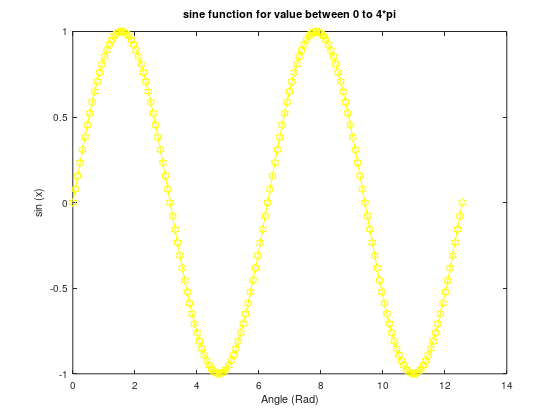 sine function for value between 0 to 4*pi
1
0.5
0
-0.5
-1
sin (x)
0 2 4 6 8 10 12 14
Angle (Rad)